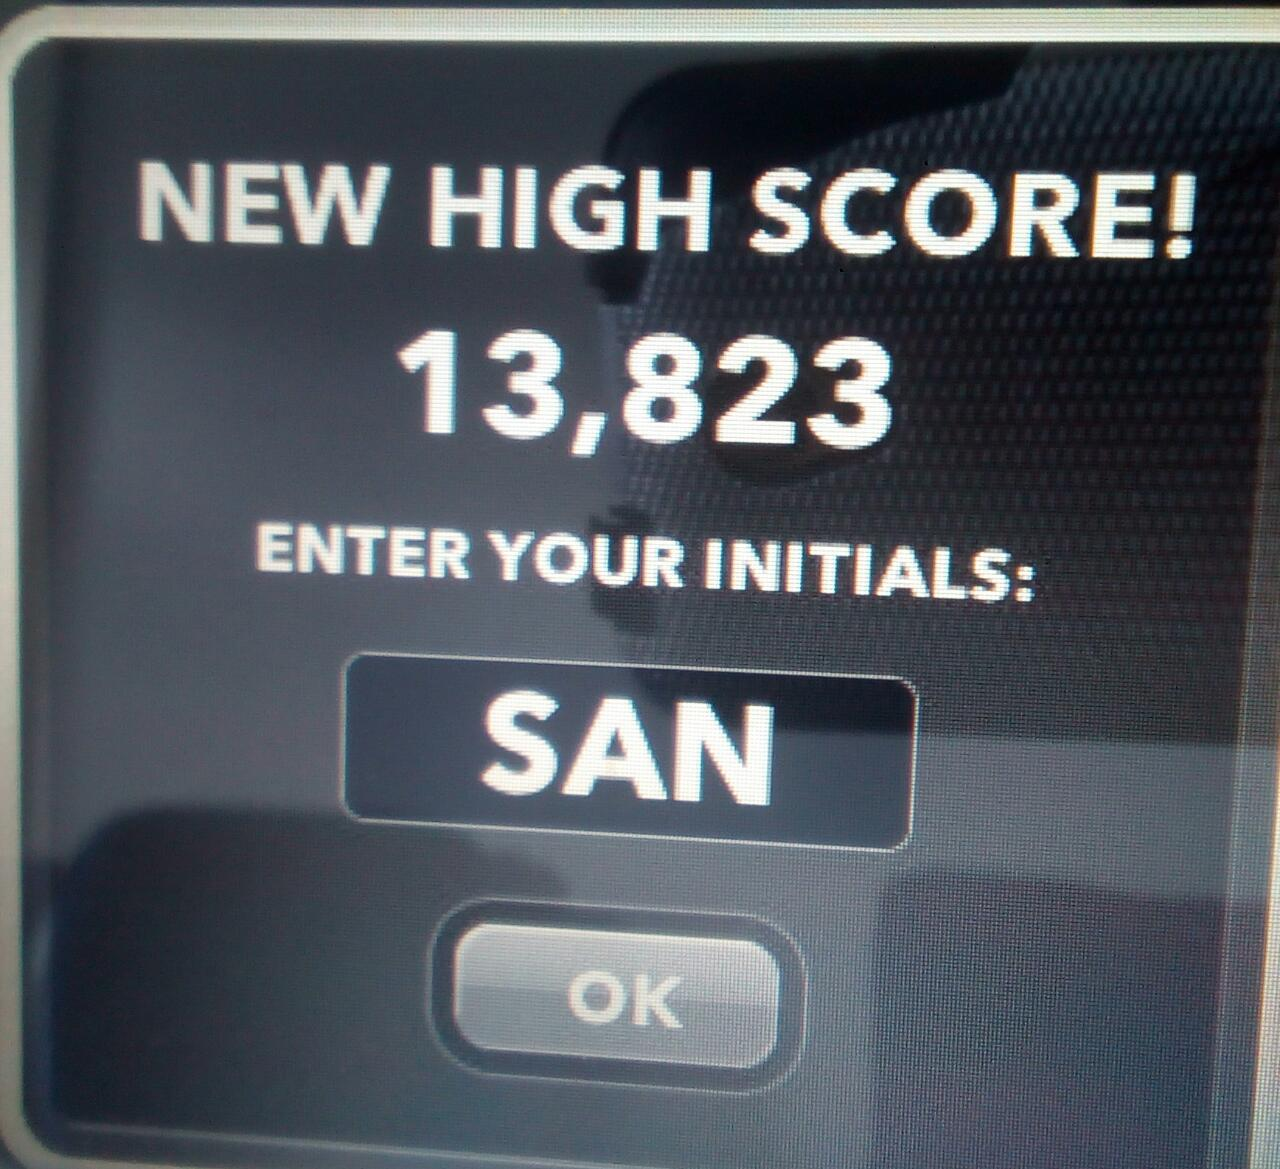 NEW HIGH SCORE!
13,823
ENTER YOUR INITIALS:
SAN
OK